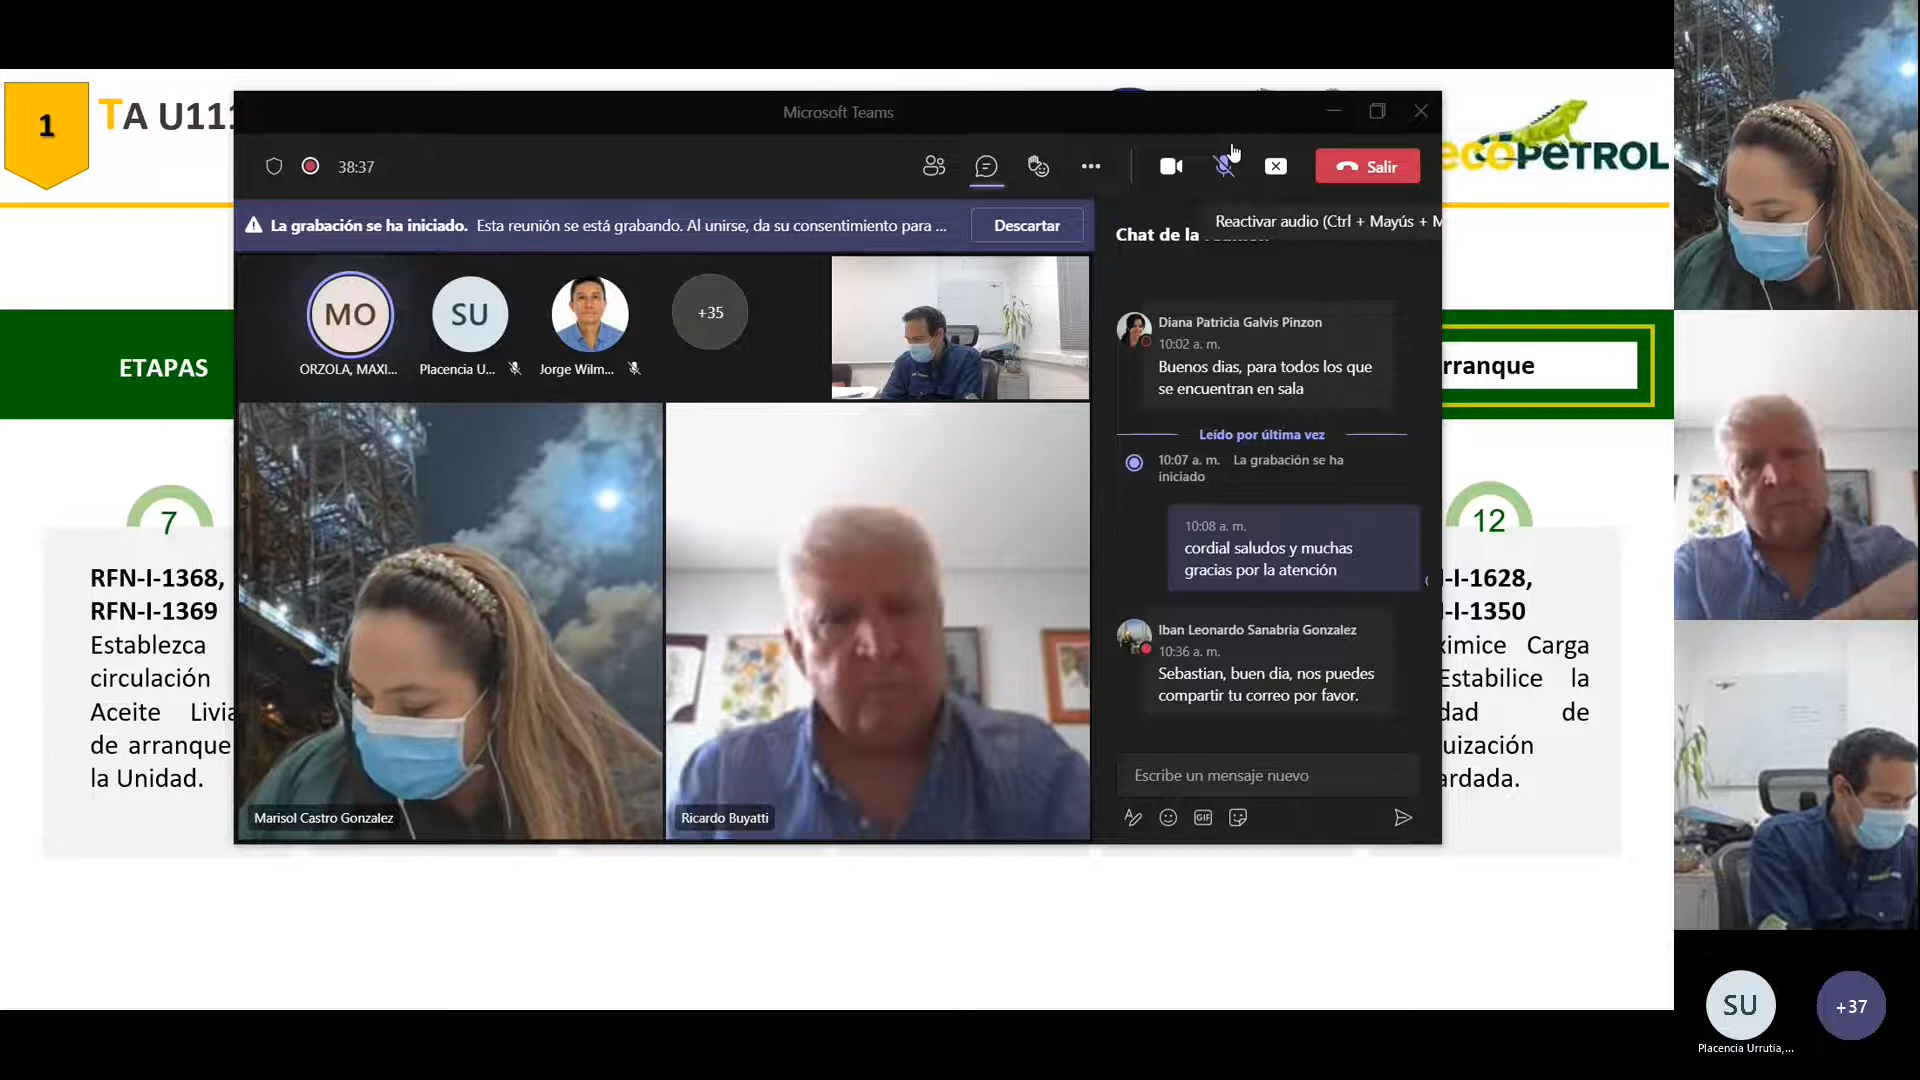 1
TA U111
ecopetrol
ETAPAS
rranque
7
RFN-I-1368,
RFN-I-1369
Establezca
circulación
Aceite Livia
de arranque
la Unidad.
12
I-1628,
I-1350
ximice Carga
Estabilice la
dad de
uización
ardada.
Microsoft Teams
38:37
Salir
La grabación se ha iniciado. Esta reunión se está grabando. Al unirse, da su consentimiento para ...
Descartar
Reactivar audio (Ctrl + Mayús + M
Chat de la
MO
SU
+35
ORZOLA, MAXI...
Placencia U...
Jorge Wilm...
Marisol Castro Gonzalez
Ricardo Buyatti
Diana Patricia Galvis Pinzon
10:02 a. m.
Buenos dias, para todos los que
se encuentran en sala
Leído por última vez
10:07 a. m. La grabación se ha
iniciado
10:08 a. m.
cordial saludos y muchas
gracias por la atención
Iban Leonardo Sanabria Gonzalez
10:36 a. m.
Sebastian, buen dia, nos puedes
compartir tu correo por favor.
Escribe un mensaje nuevo
GIF
SU
+37
Placencia Urrutia,...